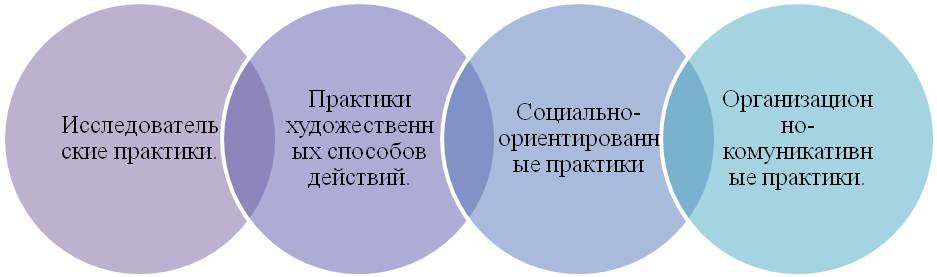 Исследователь
ские практики.
Практики
художественн
ых способов
действий.
Социально-
ориентированн
ые практики
Организацион
но-
комуникативн
ые практики.